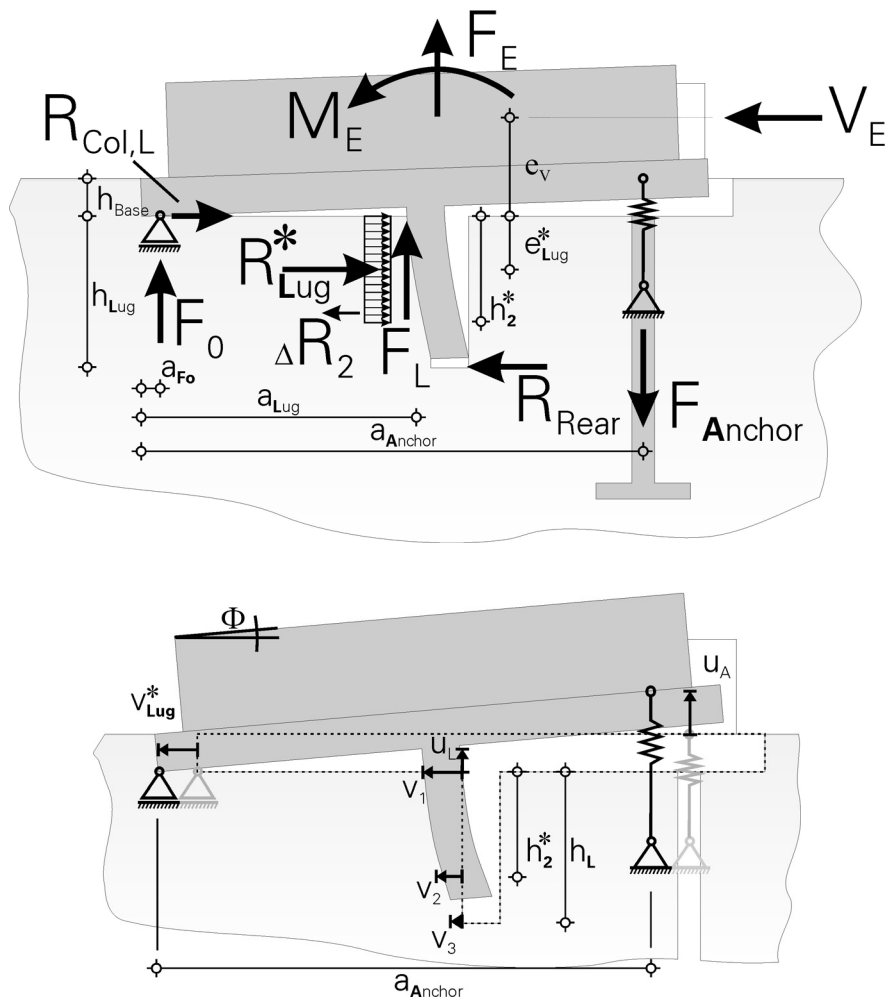 F_E
M_E
V_E
R_Col,L
e_v
h_Base
R*_Lug
e*_Lug
h_Lug
F_0
h*_2
ΔR_2
F_L
a_Fo
a_Lug
R_Rear
F_Anchor
a_Anchor
Φ
u_A
v*_Lug
u_L
v_1
h*_2
h_L
v_2
v_3
a_Anchor